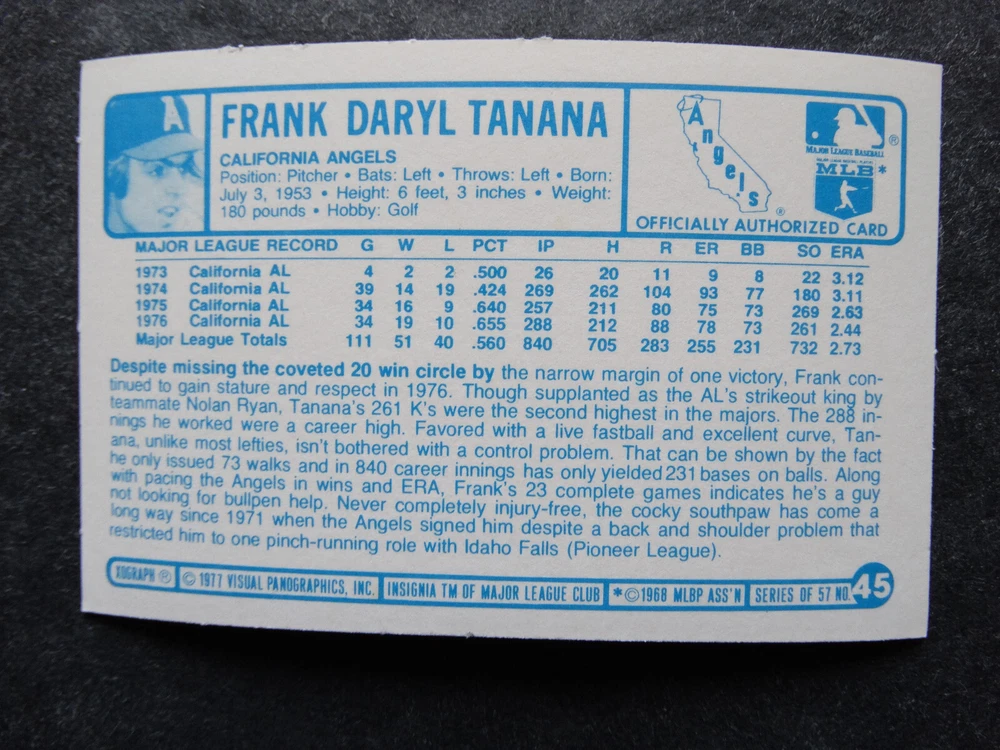 A
FRANK DARYL TANANA
CALIFORNIA ANGELS
Position: Pitcher • Bats: Left • Throws: Left • Born:
July 3, 1953 • Height: 6 feet, 3 inches • Weight:
180 pounds • Hobby: Golf
Angels
®
MAJOR LEAGUE BASEBALL
®
MLB*
OFFICIALLY AUTHORIZED CARD
MAJOR LEAGUE RECORD G W L PCT IP H R ER BB SO ERA
1973 California AL 4 2 2 .500 26 20 11 9 8 22 3.12
1974 California AL 39 14 19 .424 269 262 104 93 77 180 3.11
1975 California AL 34 16 9 .640 257 211 80 75 73 269 2.63
1976 California AL 34 19 10 .655 288 212 88 78 73 261 2.44
Major League Totals 111 51 40 .560 840 705 283 255 231 732 2.73
Despite missing the coveted 20 win circle by the narrow margin of one victory, Frank con-
tinued to gain stature and respect in 1976. Though supplanted as the AL's strikeout king by
teammate Nolan Ryan, Tanana's 261 K's were the second highest in the majors. The 288 in-
nings he worked were a career high. Favored with a live fastball and excellent curve, Tan-
ana, unlike most lefties, isn't bothered with a control problem. That can be shown by the fact
he only issued 73 walks and in 840 career innings has only yielded 231 bases on balls. Along
with pacing the Angels in wins and ERA, Frank's 23 complete games indicates he's a guy
not looking for bullpen help. Never completely injury-free, the cocky southpaw has come a
long way since 1971 when the Angels signed him despite a back and shoulder problem that
restricted him to one pinch-running role with Idaho Falls (Pioneer League).
XOGRAPH ® © 1977 VISUAL PANOGRAPHICS, INC. INSIGNIA TM OF MAJOR LEAGUE CLUB *©1968 MLBP ASS'N SERIES OF 57 NO. 45